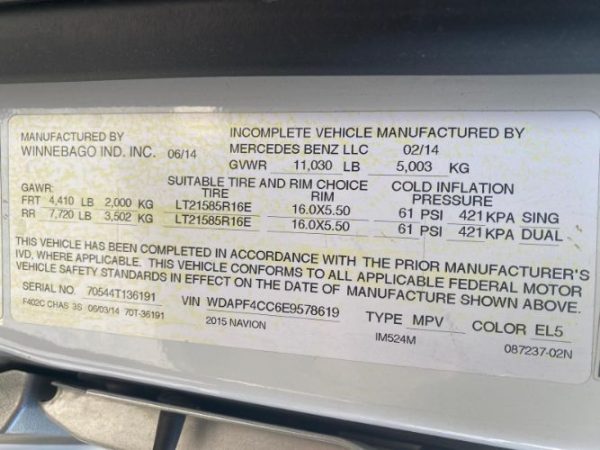 MANUFACTURED BY
WINNEBAGO IND. INC. 06/14
INCOMPLETE VEHICLE MANUFACTURED BY
MERCEDES BENZ LLC 02/14
GVWR 11,030 LB 5,003 KG
GAWR: SUITABLE TIRE AND RIM CHOICE COLD INFLATION
TIRE RIM PRESSURE
FRT 4,410 LB 2,000 KG LT21585R16E 16.0X5.50 61 PSI 421 KPA SING
RR 7,720 LB 3,502 KG LT21585R16E 16.0X5.50 61 PSI 421 KPA DUAL
THIS VEHICLE HAS BEEN COMPLETED IN ACCORDANCE WITH THE PRIOR MANUFACTURER'S
IVD, WHERE APPLICABLE. THIS VEHICLE CONFORMS TO ALL APPLICABLE FEDERAL MOTOR
VEHICLE SAFETY STANDARDS IN EFFECT ON THE DATE OF MANUFACTURE SHOWN ABOVE.
SERIAL NO. 70544T136191 VIN WDAPF4CC6E9578619 TYPE MPV COLOR EL5
F402C CHAS 3S 06/03/14 70T-36191 2015 NAVION IM524M 087237-02N